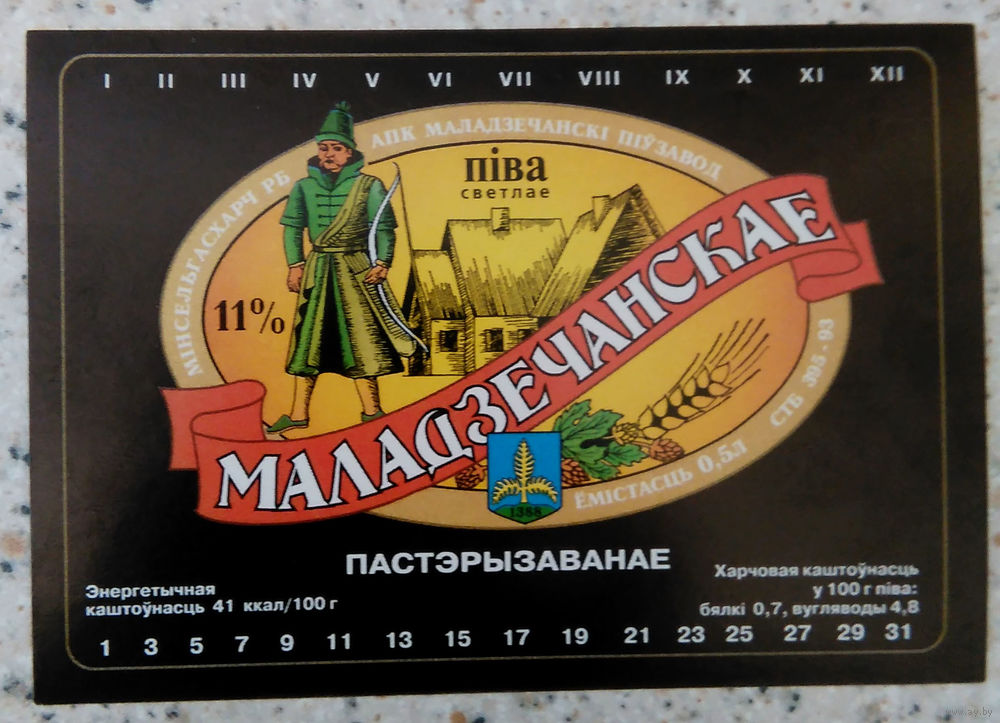 I II III IV V VI VII VIII IX X XI XII
МІНСЕЛЬГАСХАРЧ РБ АПК МАЛАДЗЕЧАНСКІ ПІЎЗАВОД
піва
светлае
11%
МАЛАДЗЕЧАНСКАЕ
1388
ЁМІСТАСЦЬ 0,5Л СТБ 395-93
ПАСТЭРЫЗАВАНАЕ
Энергетычная
каштоўнасць 41 ккал/100 г
Харчовая каштоўнасць
у 100 г піва:
бялкі 0,7, вугляводы 4,8
1 3 5 7 9 11 13 15 17 19 21 23 25 27 29 31
www.ay.by